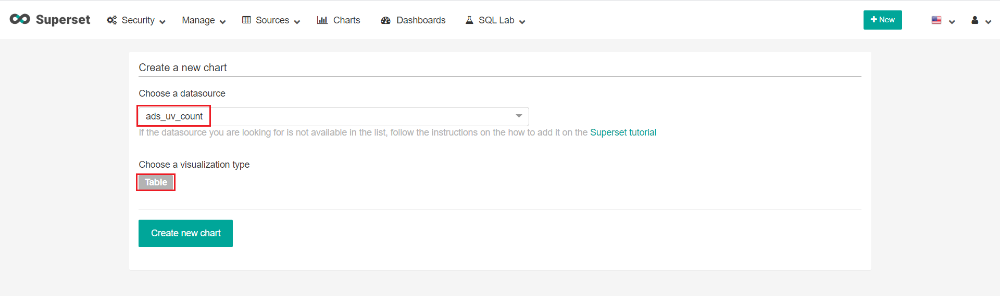 Superset Security Manage Sources Charts Dashboards SQL Lab New
Create a new chart
Choose a datasource
ads_uv_count
If the datasource you are looking for is not available in the list, follow the instructions on the how to add it on the Superset tutorial
Choose a visualization type
Table
Create new chart